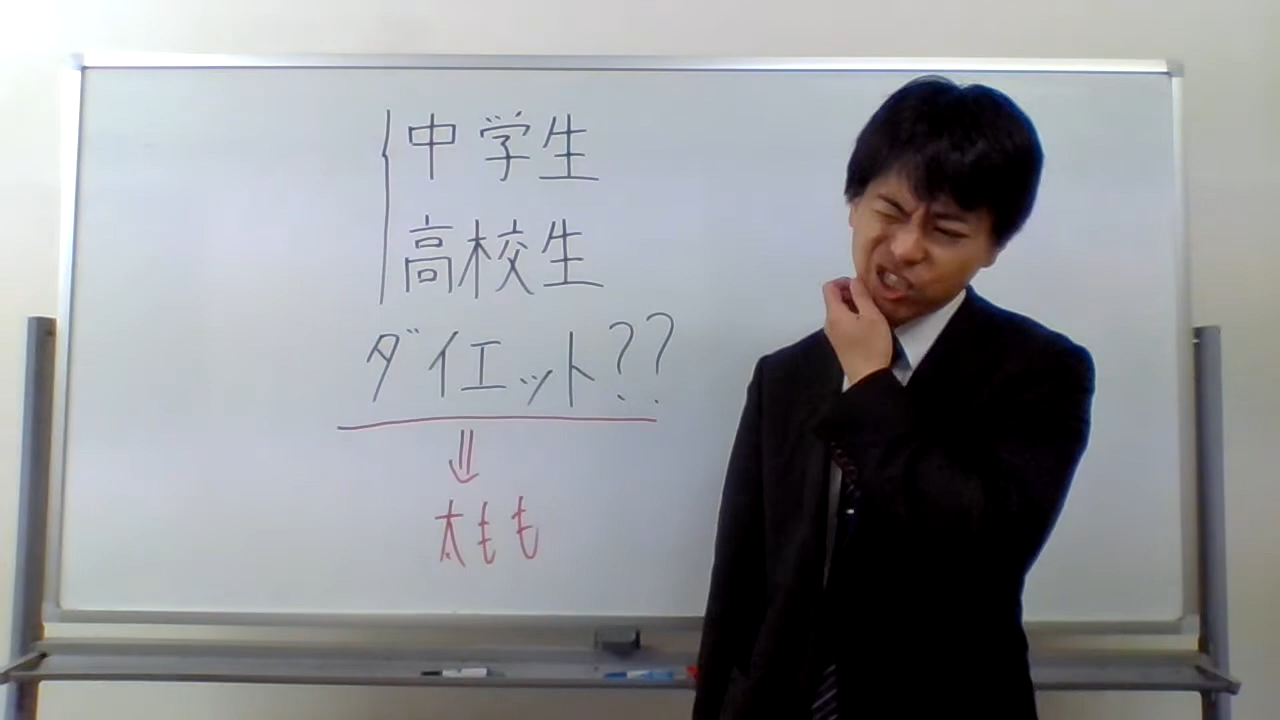 中学生
高校生
ダイエット??
⇓
太もも